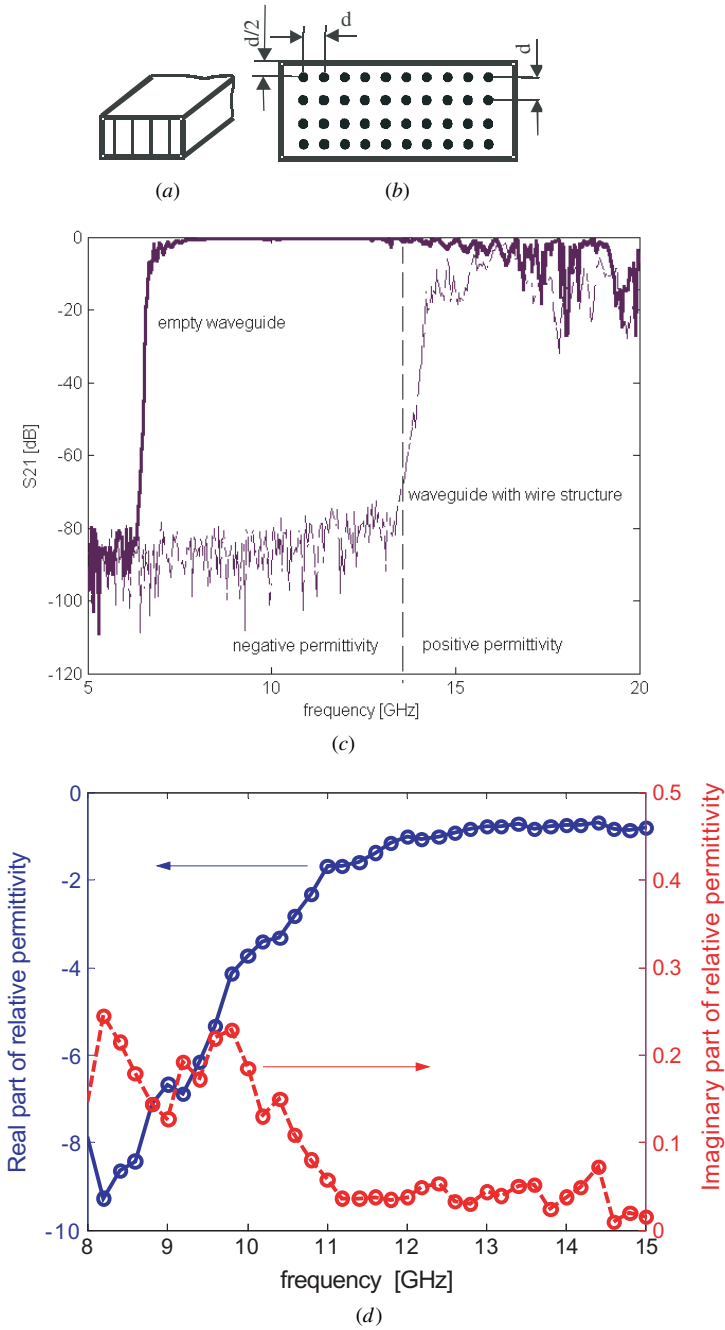 d/2
d
d
(a)
(b)
0
-20
-40
-60
-80
-100
-120
S21 [dB]
empty waveguide
waveguide with wire structure
negative permittivity
positive permittivity
5
10
15
20
frequency [GHz]
(c)
0
-2
-4
-6
-8
-10
Real part of relative permittivity
0.5
0.4
0.3
0.2
0.1
0
Imaginary part of relative permittivity
8
9
10
11
12
13
14
15
frequency [GHz]
(d)